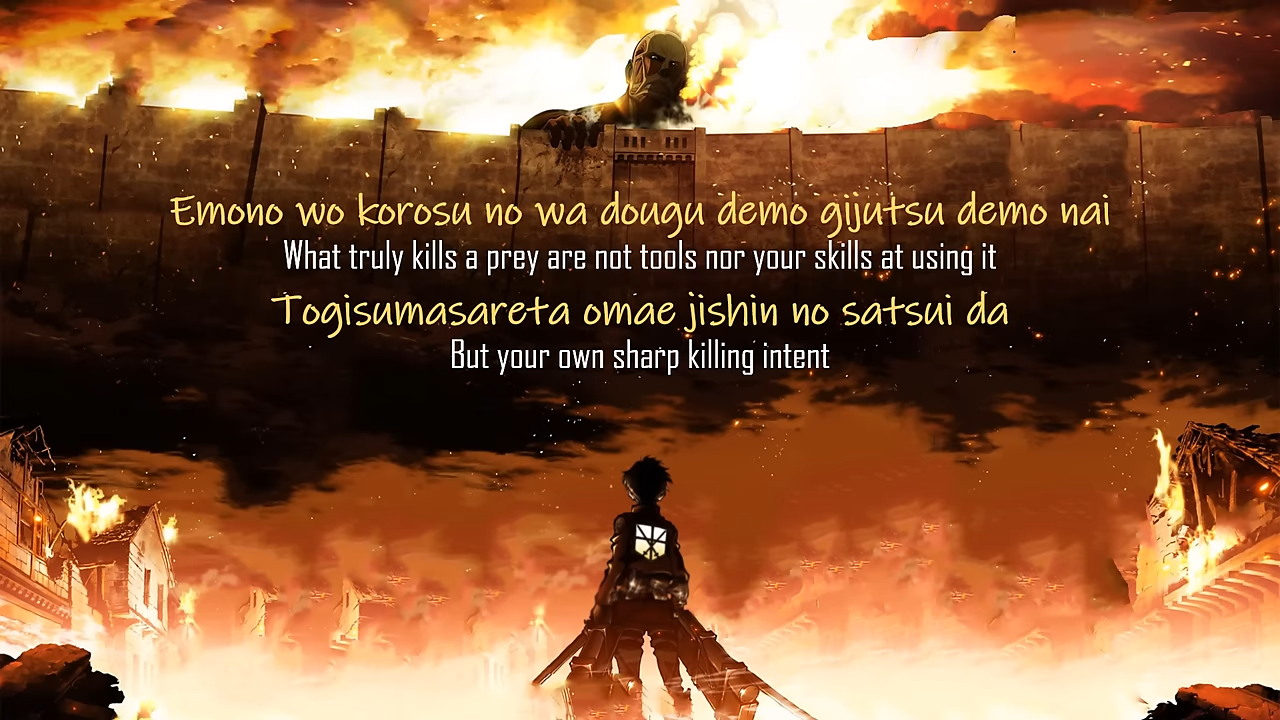 Emono wo korosu no wa dougu demo gijutsu demo nai
What truly kills a prey are not tools nor your skills at using it
Togisumasareta omae jishin no satsui da
But your own sharp killing intent